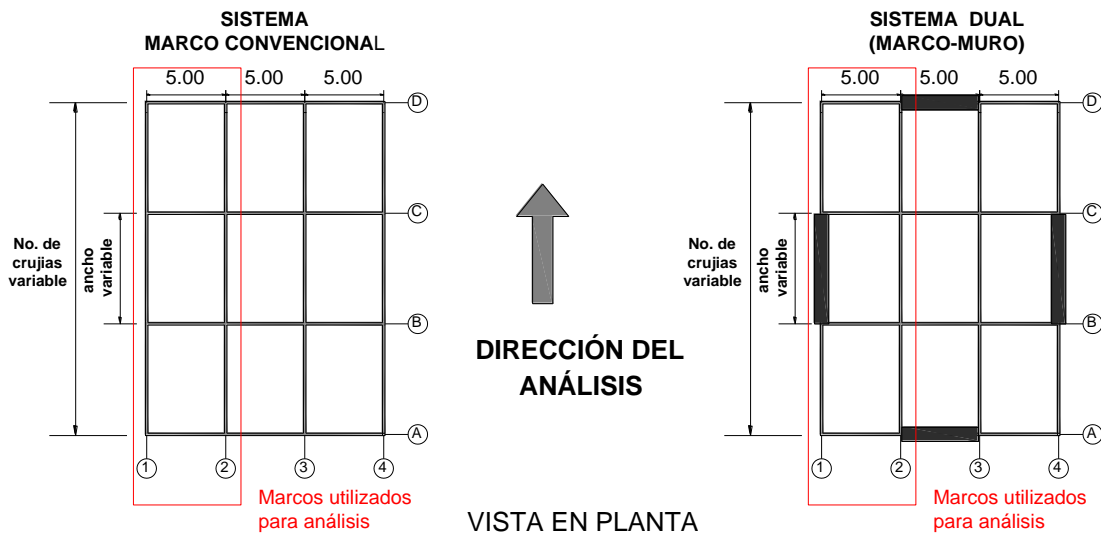 SISTEMA
MARCO CONVENCIONAL
5.00 5.00 5.00
D
C
No. de
crujias
variable
ancho
variable
B
A
1 2 3 4
Marcos utilizados
para análisis
DIRECCIÓN DEL
ANÁLISIS
VISTA EN PLANTA
SISTEMA DUAL
(MARCO-MURO)
5.00 5.00 5.00
D
C
No. de
crujias
variable
ancho
variable
B
A
1 2 3 4
Marcos utilizados
para análisis